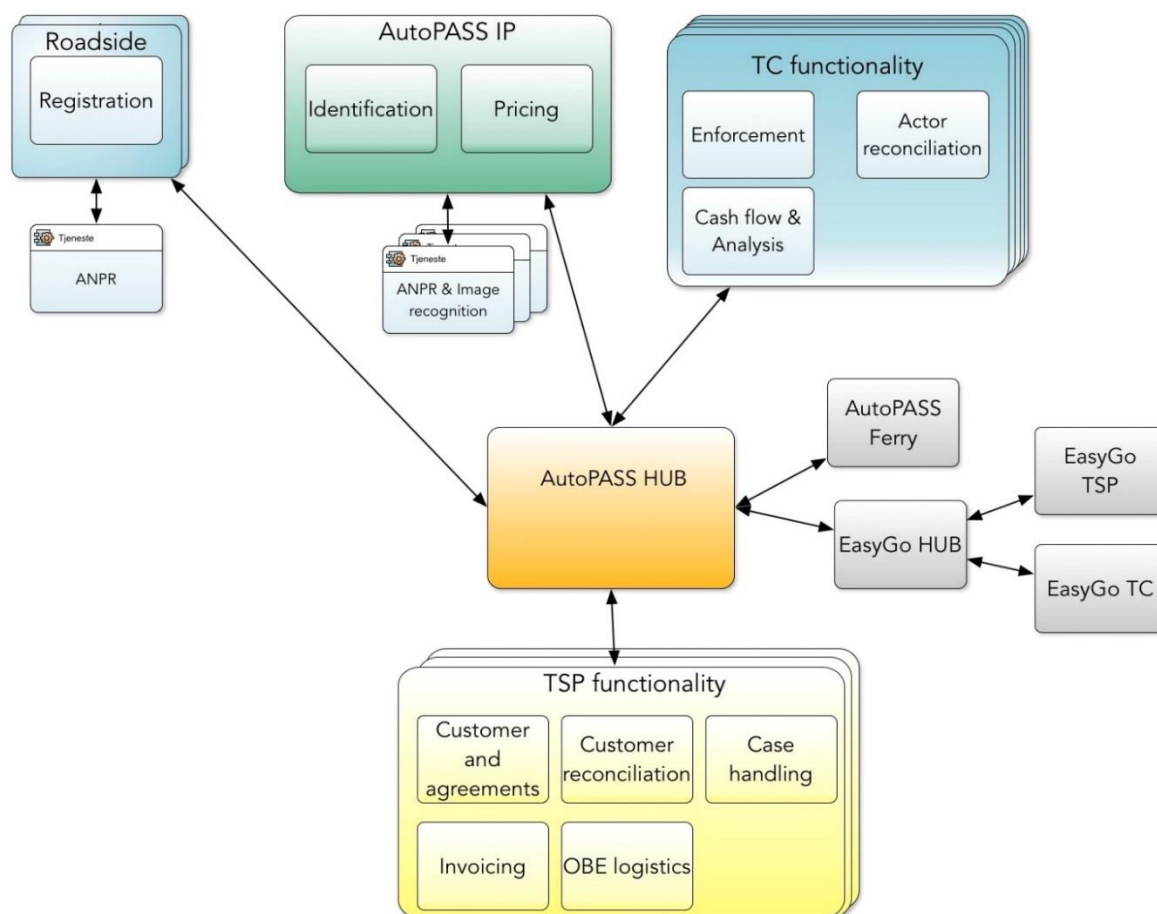 Roadside
Registration
Tjeneste
ANPR
AutoPASS IP
Identification
Pricing
Tjeneste
ANPR & Image
recognition
TC functionality
Enforcement
Actor
reconciliation
Cash flow &
Analysis
AutoPASS HUB
AutoPASS
Ferry
EasyGo HUB
EasyGo
TSP
EasyGo TC
TSP functionality
Customer
and
agreements
Customer
reconciliation
Case
handling
Invoicing
OBE logistics